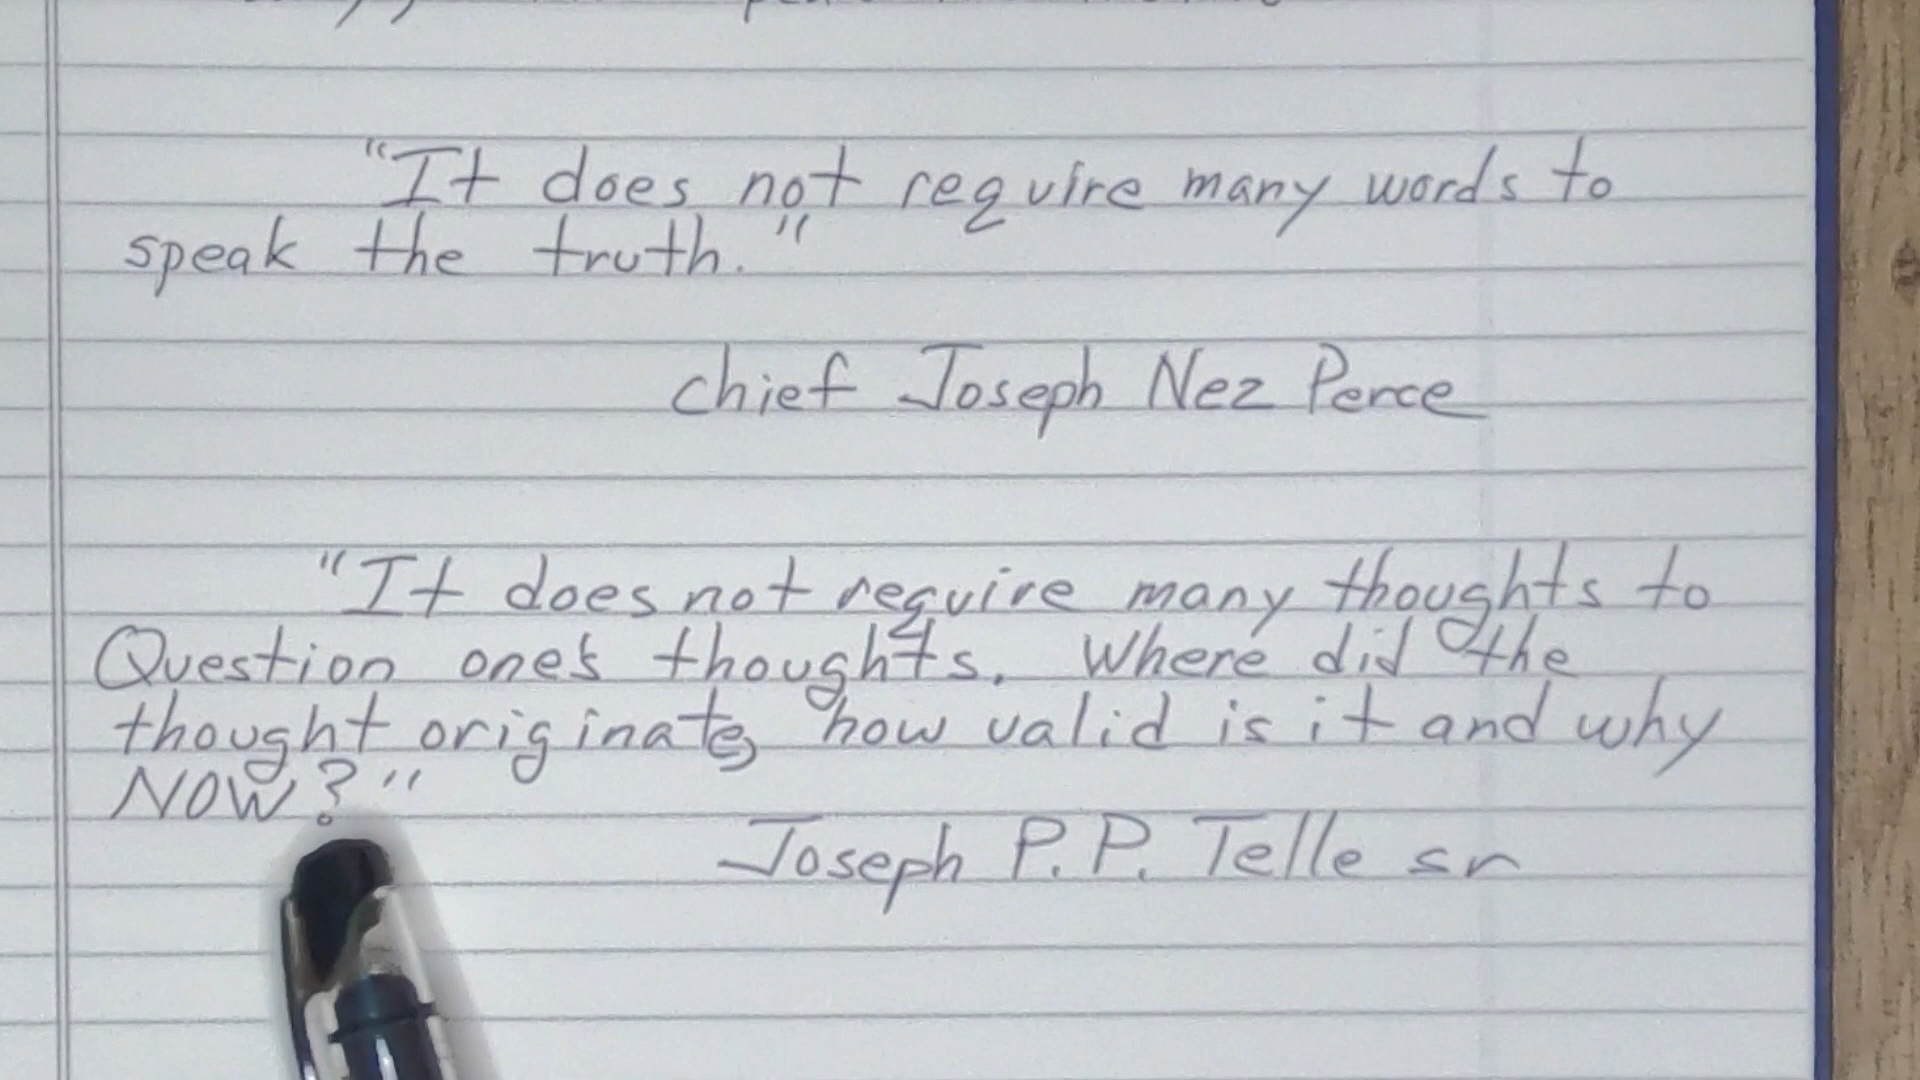 "It does not require many words to
speak the truth."
chief Joseph Nez Perce
"It does not require many thoughts to
Question one's thoughts. Where did the
thought originate, how valid is it and why
NOW?"
Joseph P.P. Telle sr